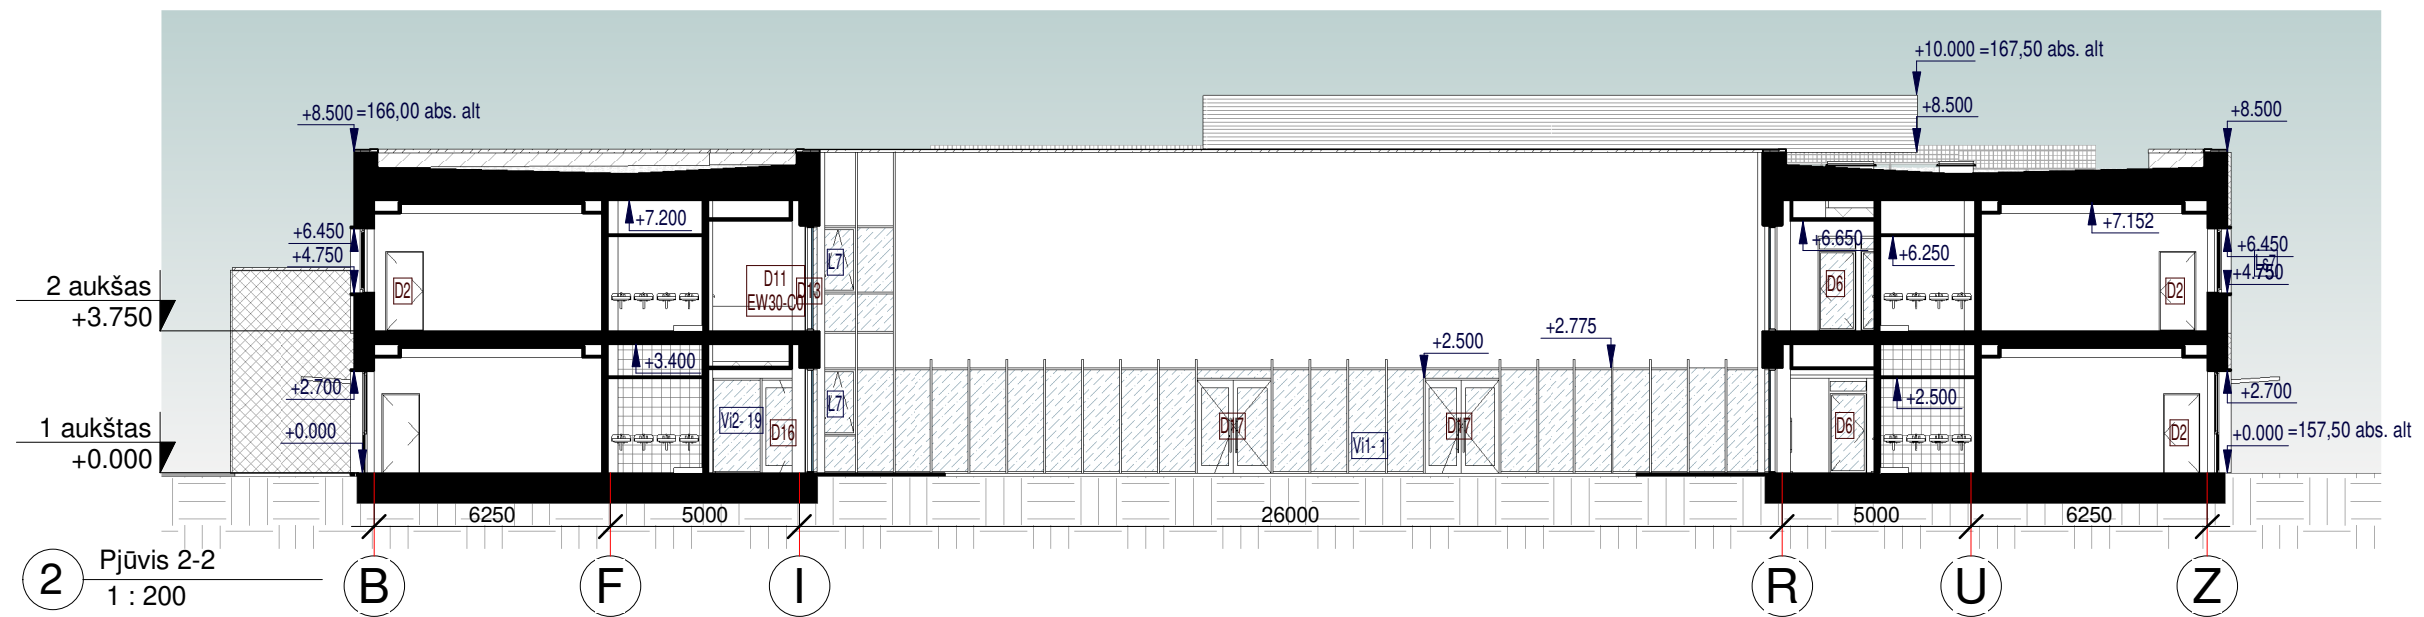 +10.000 =167,50 abs. alt
+8.500 =166,00 abs. alt
+8.500
+8.500
+7.200
+7.152
+6.450
+4.750
+6.650
+6.250
+6.450
+4.750
L7
D2
D11
EW30-C0
D13
D6
D2
2 aukšas
+3.750
+2.500
+2.775
+3.400
+2.700
+2.700
+2.500
L7
Vi2- 19
D16
D17
D17
Vi1- 1
D6
D2
1 aukštas
+0.000
+0.000
+0.000 =157,50 abs. alt
6250
5000
26000
5000
6250
2
Pjūvis 2-2
1 : 200
B
F
I
R
U
Z